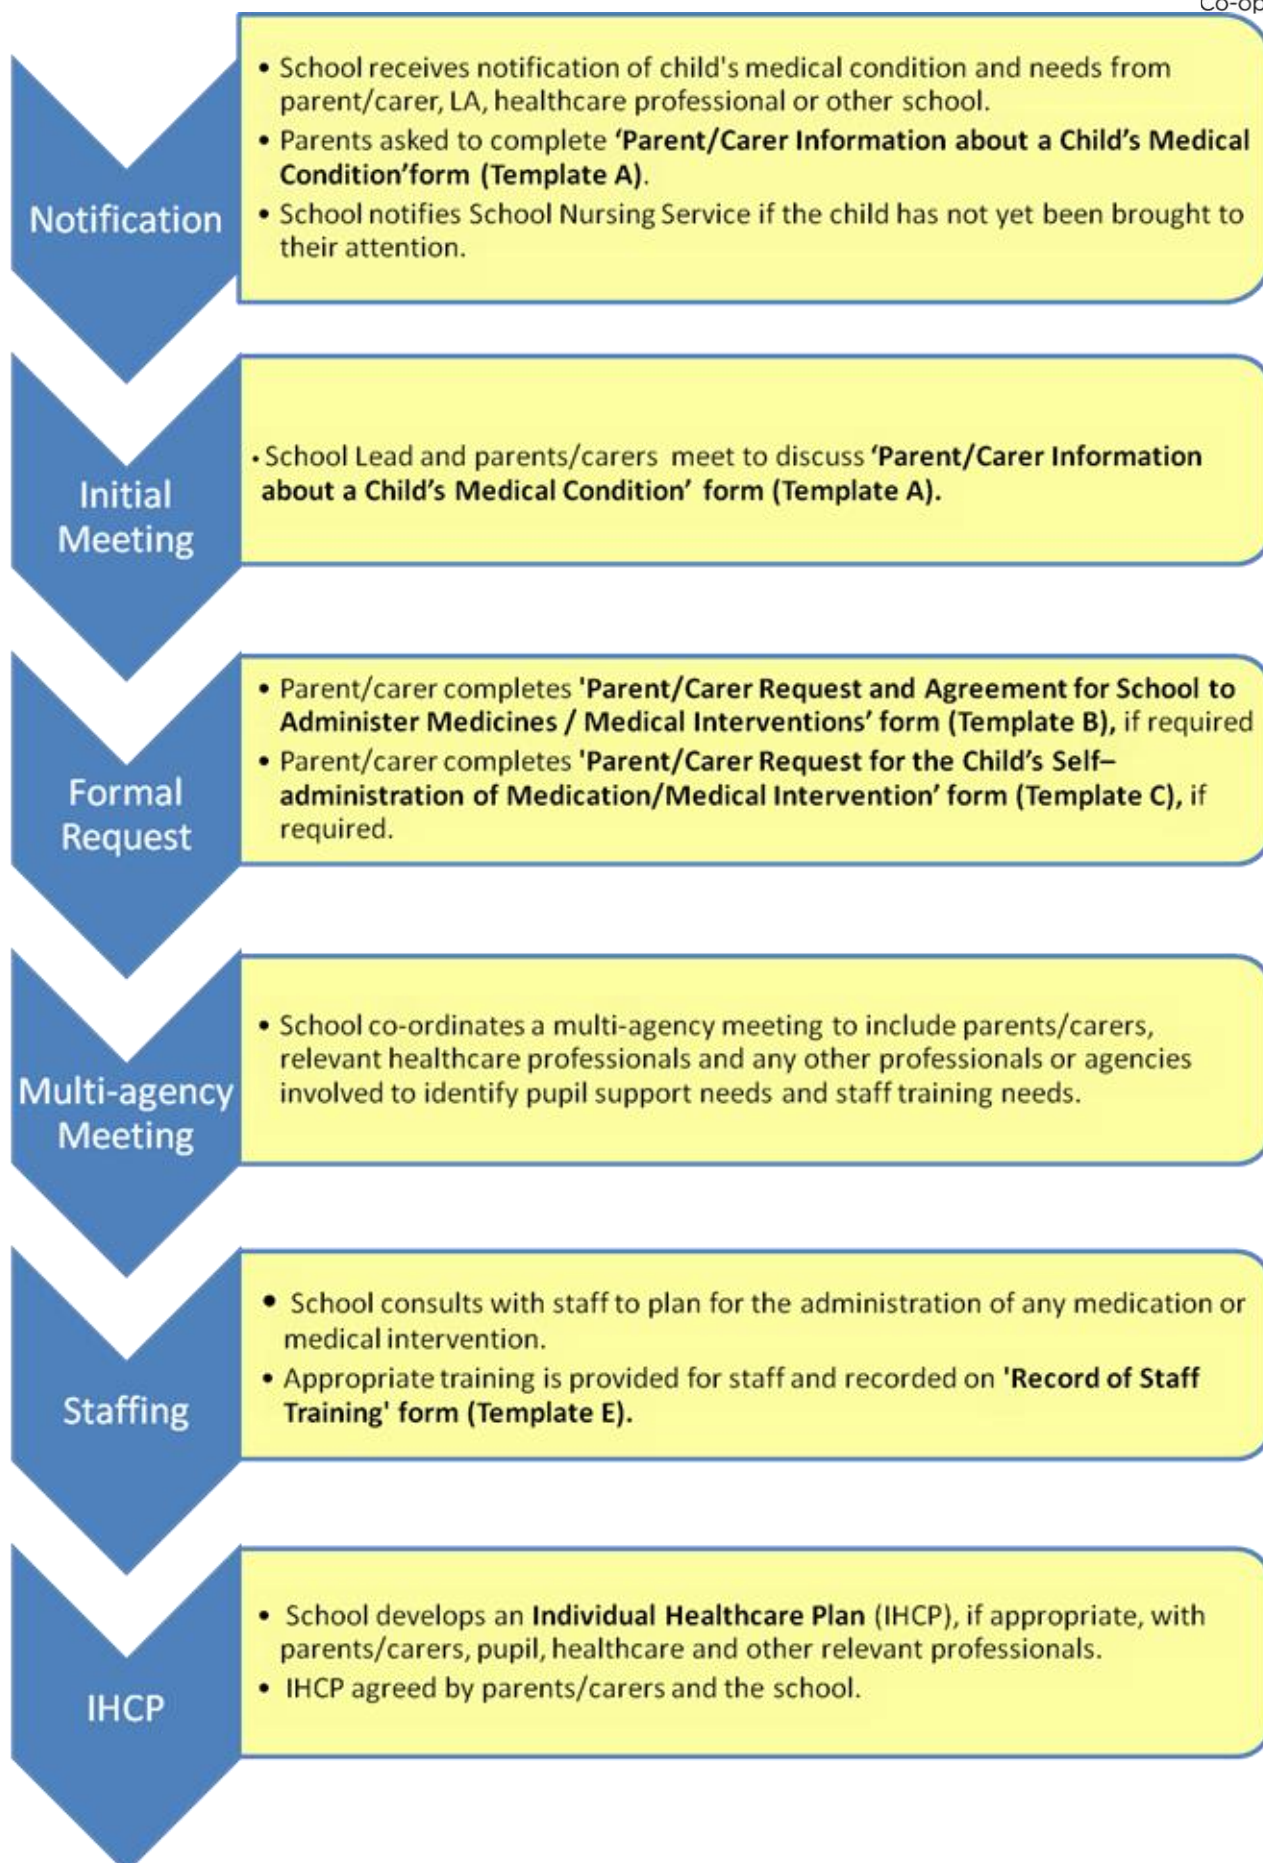 Co-op
• School receives notification of child's medical condition and needs from
parent/carer, LA, healthcare professional or other school.
• Parents asked to complete ‘Parent/Carer Information about a Child’s Medical
Condition’form (Template A).
• School notifies School Nursing Service if the child has not yet been brought to
their attention.
Notification
• School Lead and parents/carers meet to discuss ‘Parent/Carer Information
about a Child’s Medical Condition’ form (Template A).
Initial
Meeting
• Parent/carer completes 'Parent/Carer Request and Agreement for School to
Administer Medicines / Medical Interventions’ form (Template B), if required
• Parent/carer completes 'Parent/Carer Request for the Child’s Self–
administration of Medication/Medical Intervention’ form (Template C), if
required.
Formal
Request
• School co-ordinates a multi-agency meeting to include parents/carers,
relevant healthcare professionals and any other professionals or agencies
involved to identify pupil support needs and staff training needs.
Multi-agency
Meeting
• School consults with staff to plan for the administration of any medication or
medical intervention.
• Appropriate training is provided for staff and recorded on 'Record of Staff
Training' form (Template E).
Staffing
• School develops an Individual Healthcare Plan (IHCP), if appropriate, with
parents/carers, pupil, healthcare and other relevant professionals.
• IHCP agreed by parents/carers and the school.
IHCP